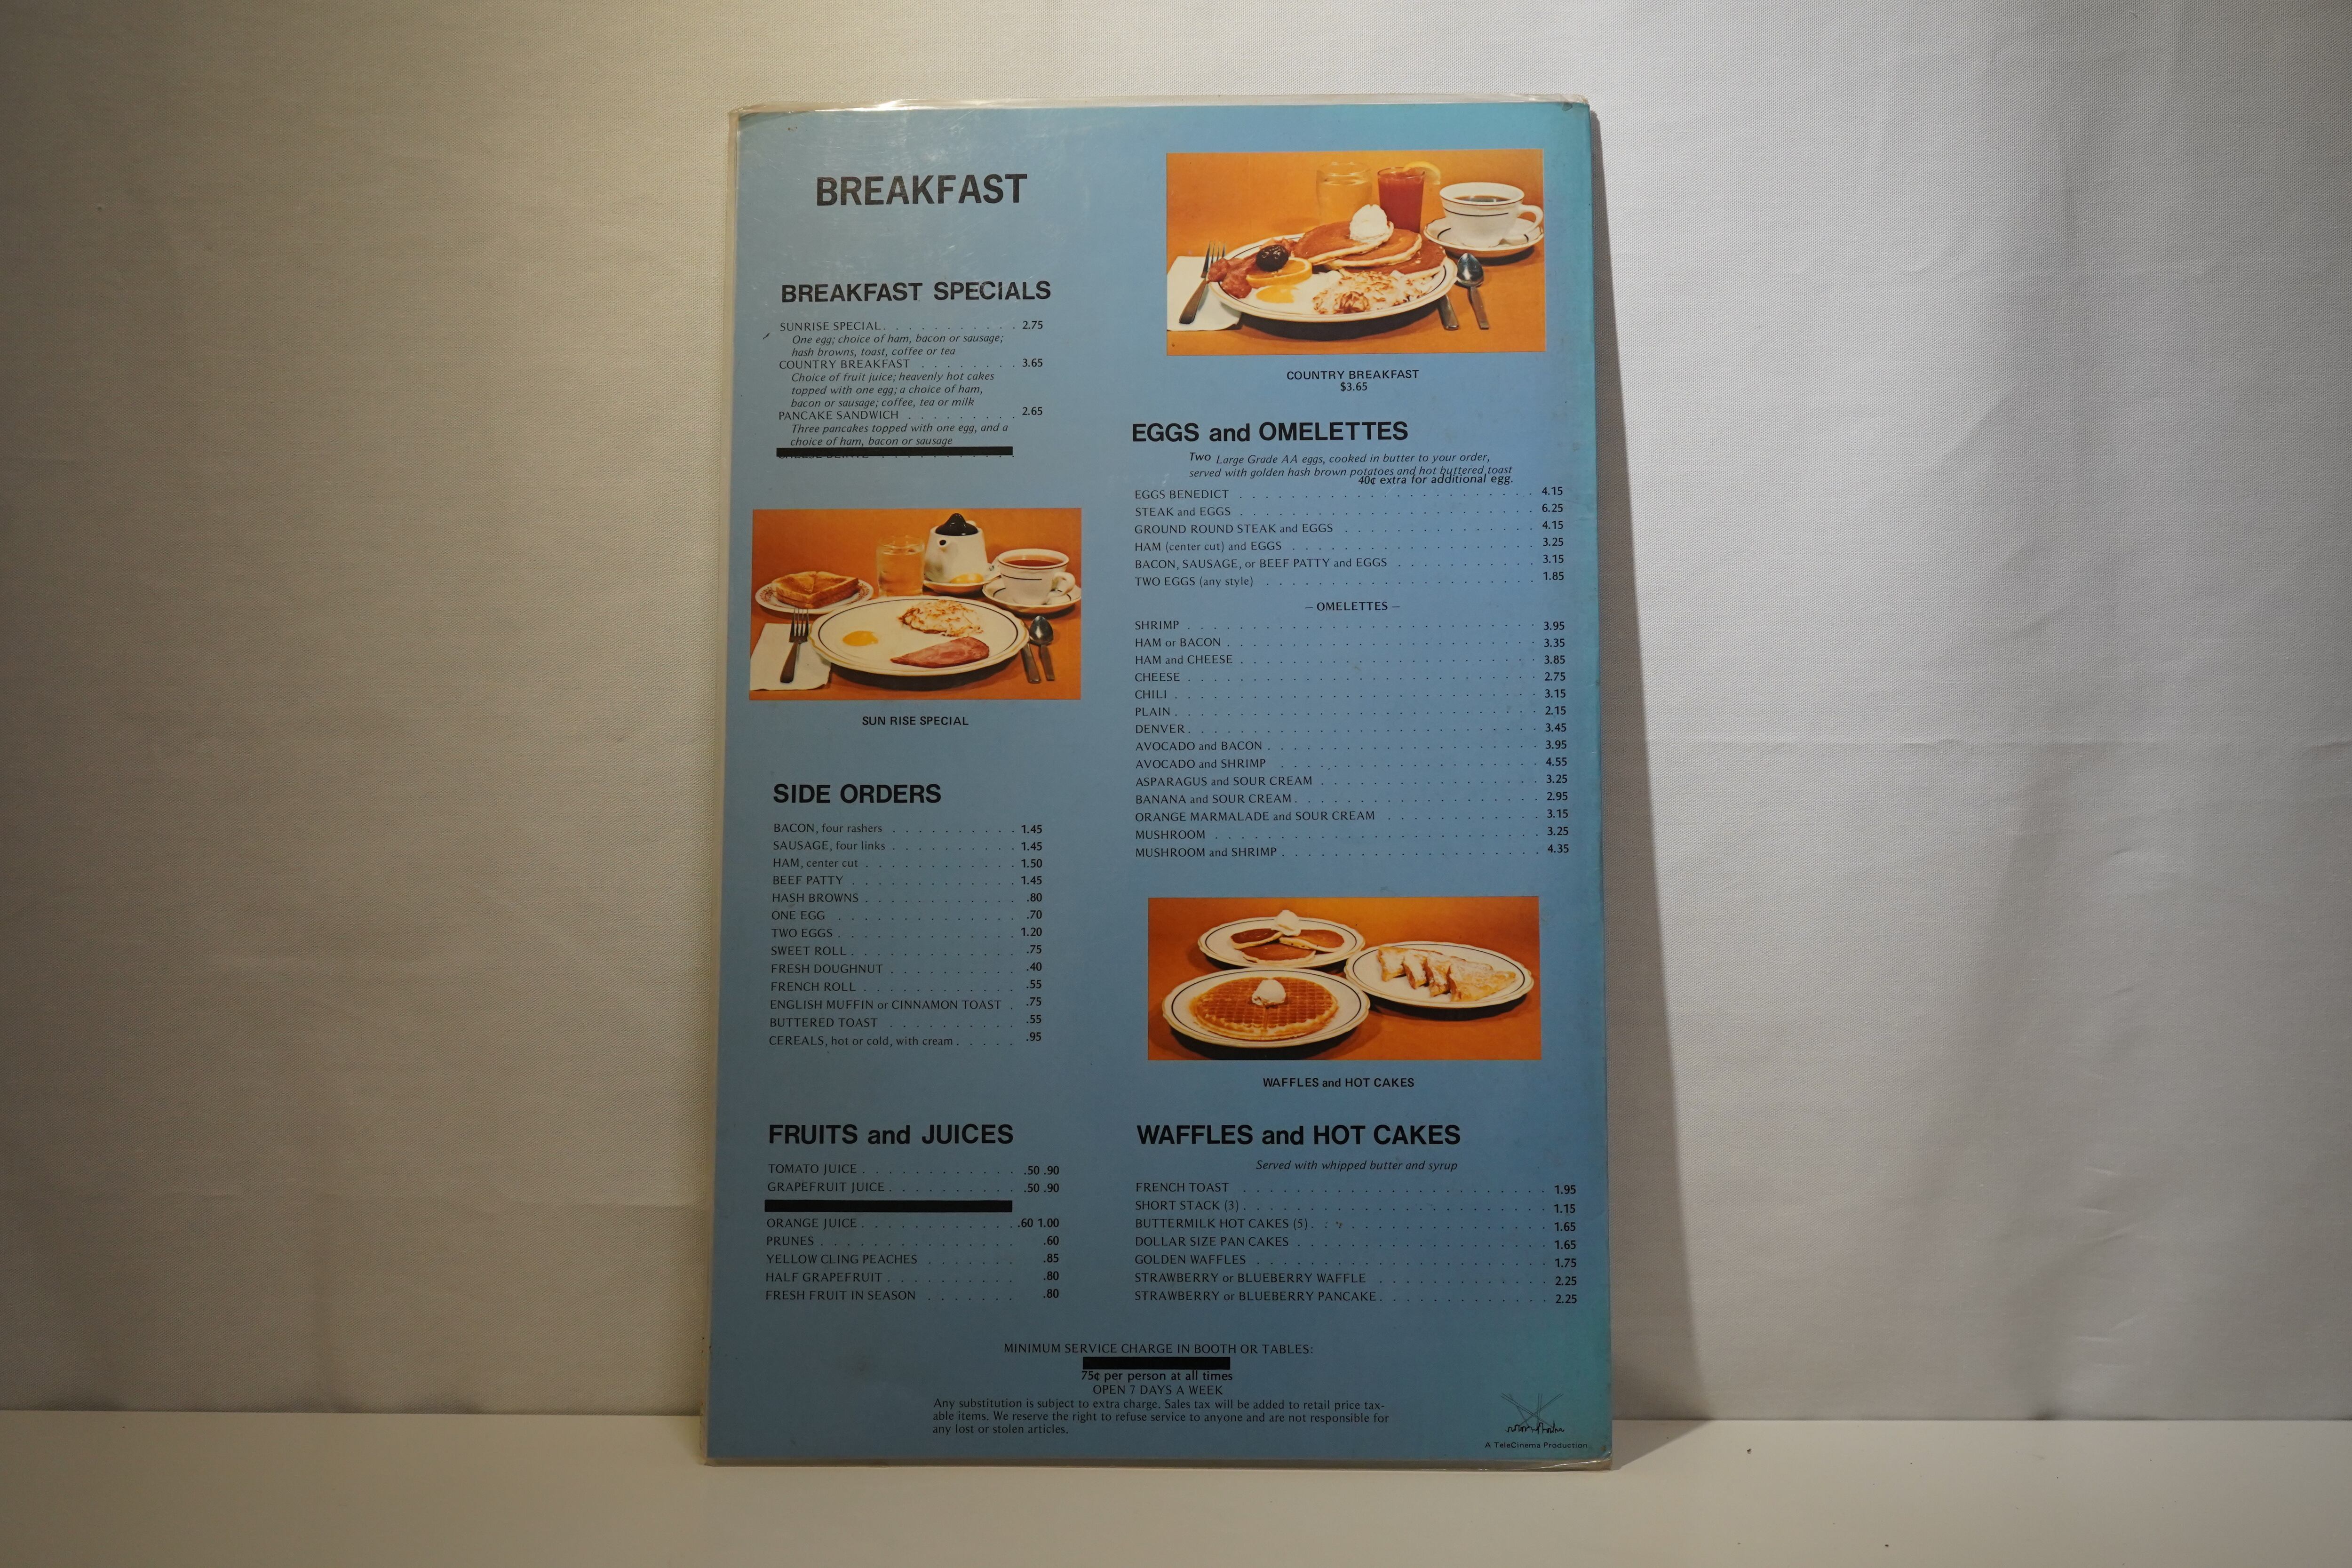 BREAKFAST
BREAKFAST SPECIALS
SUNRISE SPECIAL . . . . . . . . . . . 2.75
One egg; choice of ham, bacon or sausage;
hash browns, toast, coffee or tea
COUNTRY BREAKFAST . . . . . . . . 3.65
Choice of fruit juice; heavenly hot cakes
topped with one egg; a choice of ham,
bacon or sausage; coffee, tea or milk
PANCAKE SANDWICH . . . . . . . . . 2.65
Three pancakes topped with one egg, and a
choice of ham, bacon or sausage
SUN RISE SPECIAL
SIDE ORDERS
BACON, four rashers . . . . . . . . . . 1.45
SAUSAGE, four links . . . . . . . . . . 1.45
HAM, center cut . . . . . . . . . . . . 1.50
BEEF PATTY . . . . . . . . . . . . . 1.45
HASH BROWNS . . . . . . . . . . . . .80
ONE EGG . . . . . . . . . . . . . . .70
TWO EGGS . . . . . . . . . . . . . . 1.20
SWEET ROLL . . . . . . . . . . . . . .75
FRESH DOUGHNUT . . . . . . . . . . .40
FRENCH ROLL . . . . . . . . . . . . .55
ENGLISH MUFFIN or CINNAMON TOAST . .75
BUTTERED TOAST . . . . . . . . . . .55
CEREALS, hot or cold, with cream . . . . . .95
FRUITS and JUICES
TOMATO JUICE . . . . . . . . . . . . .50 .90
GRAPEFRUIT JUICE . . . . . . . . . . .50 .90
ORANGE JUICE . . . . . . . . . . . . .60 1.00
PRUNES . . . . . . . . . . . . . . . .60
YELLOW CLING PEACHES . . . . . . . .85
HALF GRAPEFRUIT . . . . . . . . . . .80
FRESH FRUIT IN SEASON . . . . . . . .80
COUNTRY BREAKFAST
$3.65
EGGS and OMELETTES
Two Large Grade AA eggs, cooked in butter to your order,
served with golden hash brown potatoes and hot buttered toast
40¢ extra for additional egg.
EGGS BENEDICT . . . . . . . . . . . . . . . . . . . . . . . 4.15
STEAK and EGGS . . . . . . . . . . . . . . . . . . . . . . . 6.25
GROUND ROUND STEAK and EGGS . . . . . . . . . . . . . . . 4.15
HAM (center cut) and EGGS . . . . . . . . . . . . . . . . . . . 3.25
BACON, SAUSAGE, or BEEF PATTY and EGGS . . . . . . . . . . . 3.15
TWO EGGS (any style) . . . . . . . . . . . . . . . . . . . . . 1.85
– OMELETTES –
SHRIMP . . . . . . . . . . . . . . . . . . . . . . . . . . . 3.95
HAM or BACON . . . . . . . . . . . . . . . . . . . . . . . . 3.35
HAM and CHEESE . . . . . . . . . . . . . . . . . . . . . . . 3.85
CHEESE . . . . . . . . . . . . . . . . . . . . . . . . . . . 2.75
CHILI . . . . . . . . . . . . . . . . . . . . . . . . . . . . 3.15
PLAIN . . . . . . . . . . . . . . . . . . . . . . . . . . . . 2.15
DENVER . . . . . . . . . . . . . . . . . . . . . . . . . . . 3.45
AVOCADO and BACON . . . . . . . . . . . . . . . . . . . . . 3.95
AVOCADO and SHRIMP . . . . . . . . . . . . . . . . . . . . 4.55
ASPARAGUS and SOUR CREAM . . . . . . . . . . . . . . . . . 3.25
BANANA and SOUR CREAM . . . . . . . . . . . . . . . . . . . 2.95
ORANGE MARMALADE and SOUR CREAM . . . . . . . . . . . . 3.15
MUSHROOM . . . . . . . . . . . . . . . . . . . . . . . . . 3.25
MUSHROOM and SHRIMP . . . . . . . . . . . . . . . . . . . . 4.35
WAFFLES and HOT CAKES
WAFFLES and HOT CAKES
Served with whipped butter and syrup
FRENCH TOAST . . . . . . . . . . . . . . . . . . . . . . . . 1.95
SHORT STACK (3) . . . . . . . . . . . . . . . . . . . . . . . . 1.15
BUTTERMILK HOT CAKES (5) . . . . . . . . . . . . . . . . . . . 1.65
DOLLAR SIZE PAN CAKES . . . . . . . . . . . . . . . . . . . . 1.65
GOLDEN WAFFLES . . . . . . . . . . . . . . . . . . . . . . . 1.75
STRAWBERRY or BLUEBERRY WAFFLE . . . . . . . . . . . . . 2.25
STRAWBERRY or BLUEBERRY PANCAKE . . . . . . . . . . . . . 2.25
MINIMUM SERVICE CHARGE IN BOOTH OR TABLES:
75¢ per person at all times
OPEN 7 DAYS A WEEK
Any substitution is subject to extra charge. Sales tax will be added to retail price tax-
able items. We reserve the right to refuse service to anyone and are not responsible for
any lost or stolen articles.
A TeleCinema Production